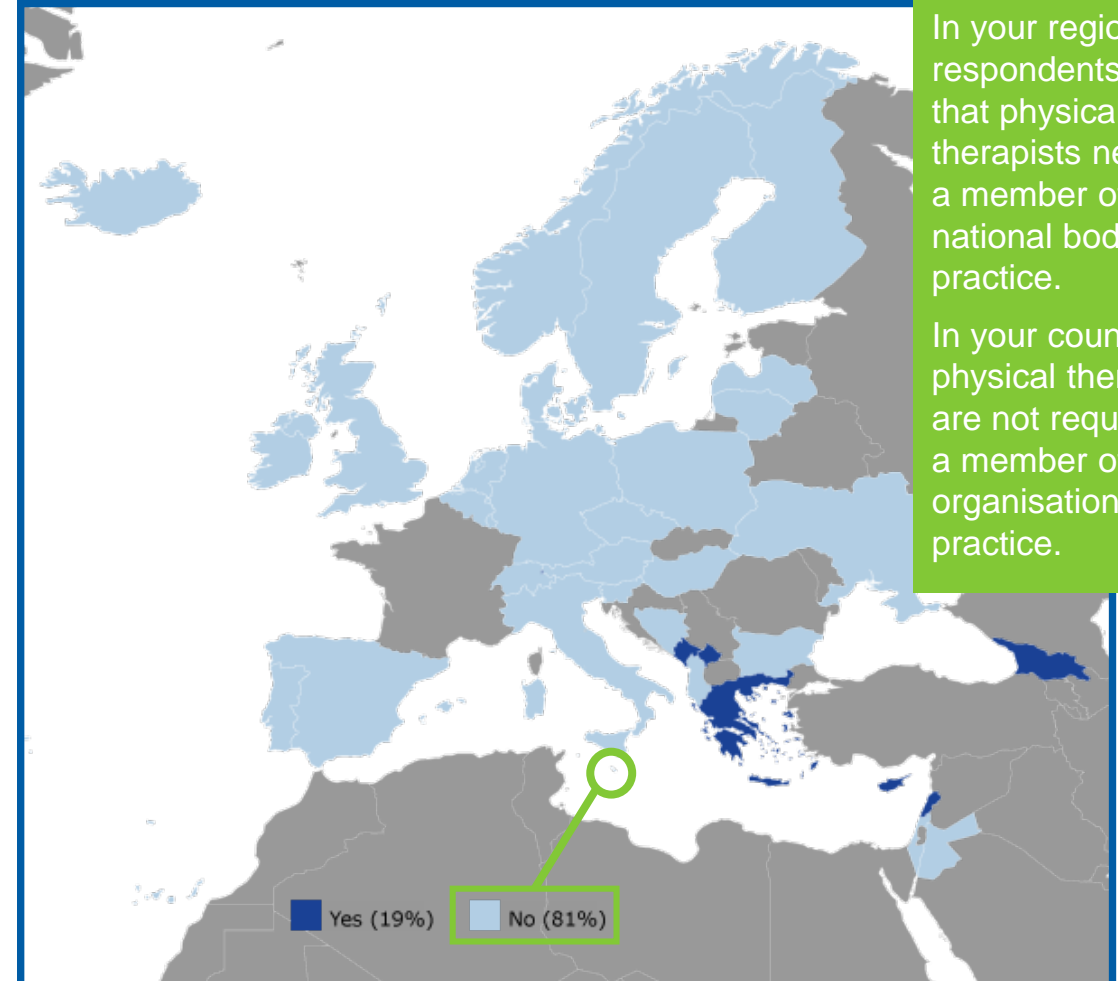 In your regio
respondents
that physica
therapists ne
a member o
national bod
practice.
In your coun
physical ther
are not requ
a member o
organisation
practice.
Yes (19%)
No (81%)